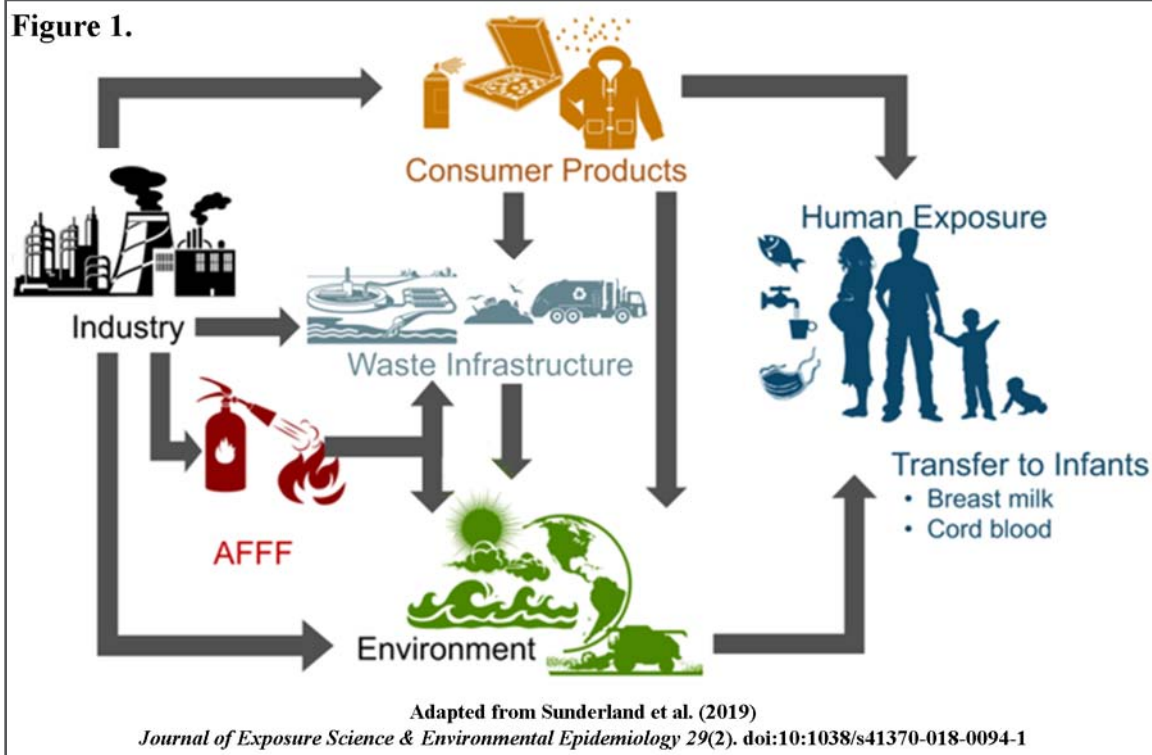 Figure 1.
Consumer Products
Human Exposure
Industry
Waste Infrastructure
Transfer to Infants
• Breast milk
• Cord blood
AFFF
Environment
Adapted from Sunderland et al. (2019)
Journal of Exposure Science & Environmental Epidemiology 29(2). doi:10:1038/s41370-018-0094-1